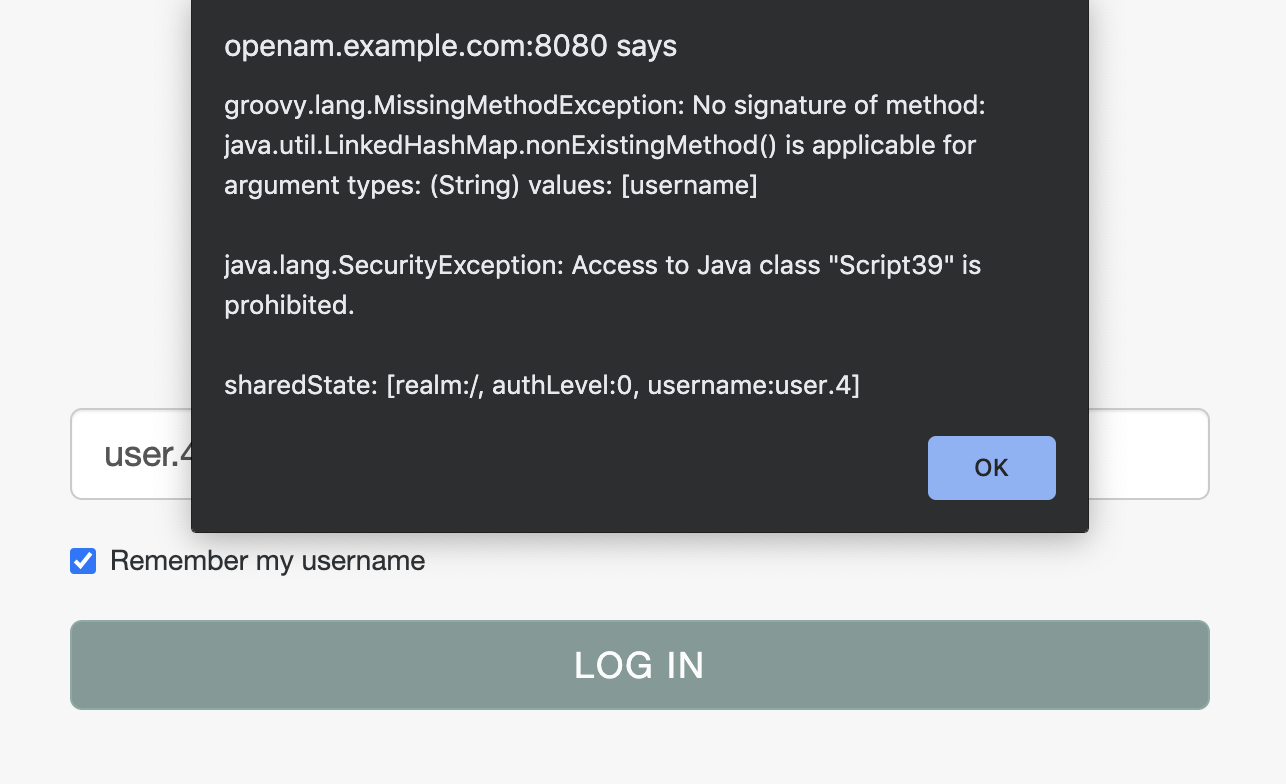 openam.example.com:8080 says
groovy.lang.MissingMethodException: No signature of method:
java.util.LinkedHashMap.nonExistingMethod() is applicable for
argument types: (String) values: [username]
java.lang.SecurityException: Access to Java class "Script39" is
prohibited.
sharedState: [realm:/, authLevel:0, username:user.4]
user.4
OK
Remember my username
LOG IN